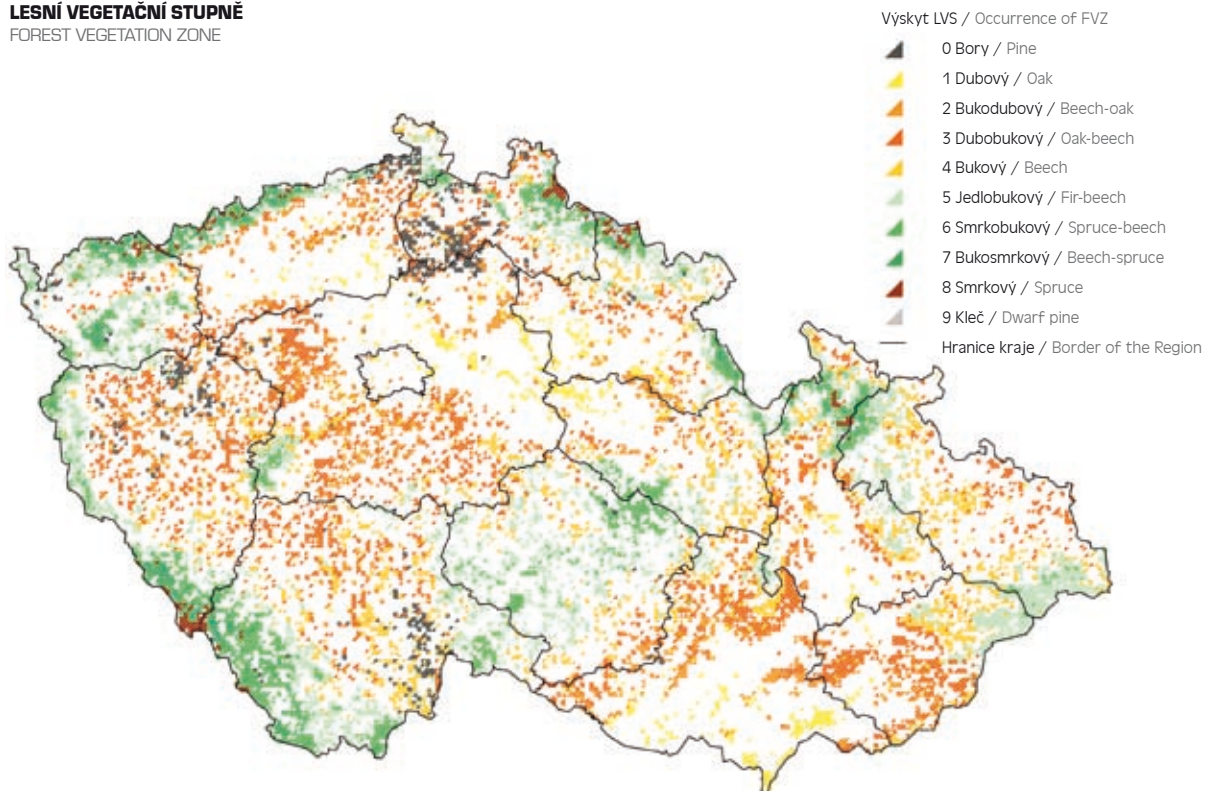 LESNÍ VEGETAČNÍ STUPNĚ
FOREST VEGETATION ZONE
Výskyt LVS / Occurrence of FVZ
0 Bory / Pine
1 Dubový / Oak
2 Bukodubový / Beech-oak
3 Dubobukový / Oak-beech
4 Bukový / Beech
5 Jedlobukový / Fir-beech
6 Smrkobukový / Spruce-beech
7 Bukosmrkový / Beech-spruce
8 Smrkový / Spruce
9 Kleč / Dwarf pine
Hranice kraje / Border of the Region